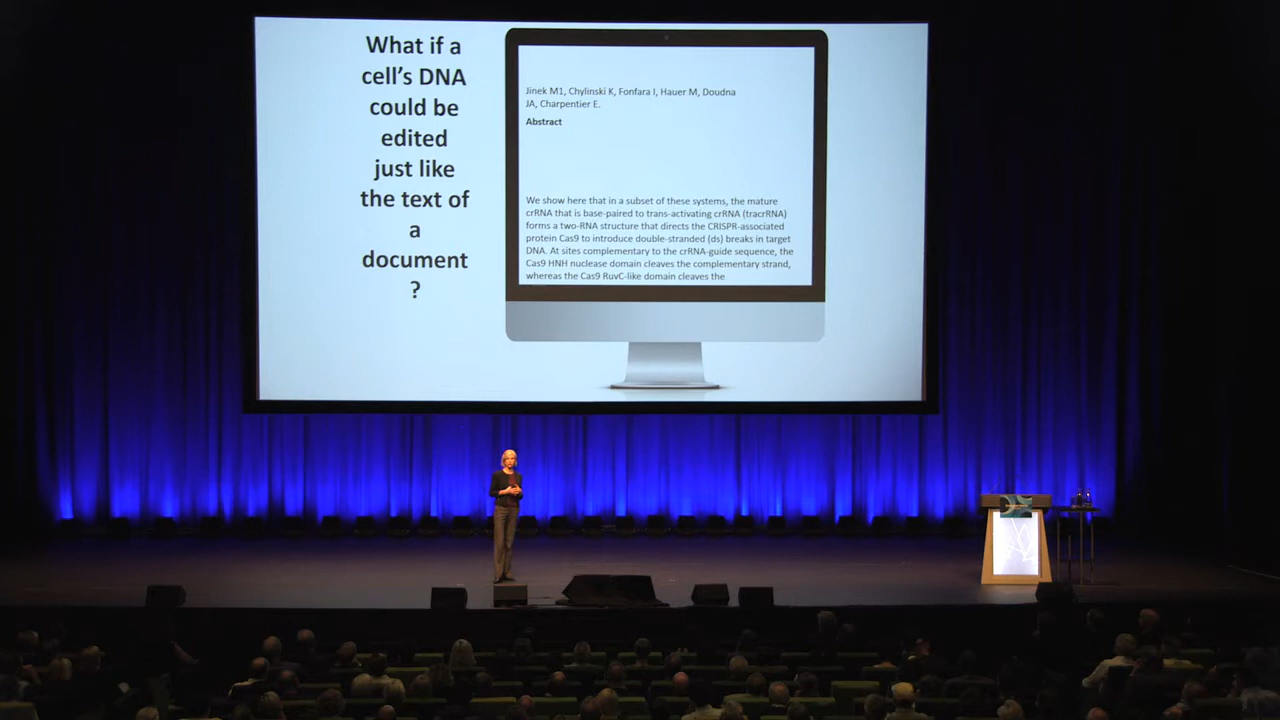 What if a
cell's DNA
could be
edited
just like
the text of
a
document
?
Jinek M1, Chylinski K, Fonfara I, Hauer M, Doudna
JA, Charpentier E.
Abstract
We show here that in a subset of these systems, the mature
crRNA that is base-paired to trans-activating crRNA (tracrRNA)
forms a two-RNA structure that directs the CRISPR-associated
protein Cas9 to introduce double-stranded (ds) breaks in target
DNA. At sites complementary to the crRNA-guide sequence, the
Cas9 HNH nuclease domain cleaves the complementary strand,
whereas the Cas9 RuvC-like domain cleaves the